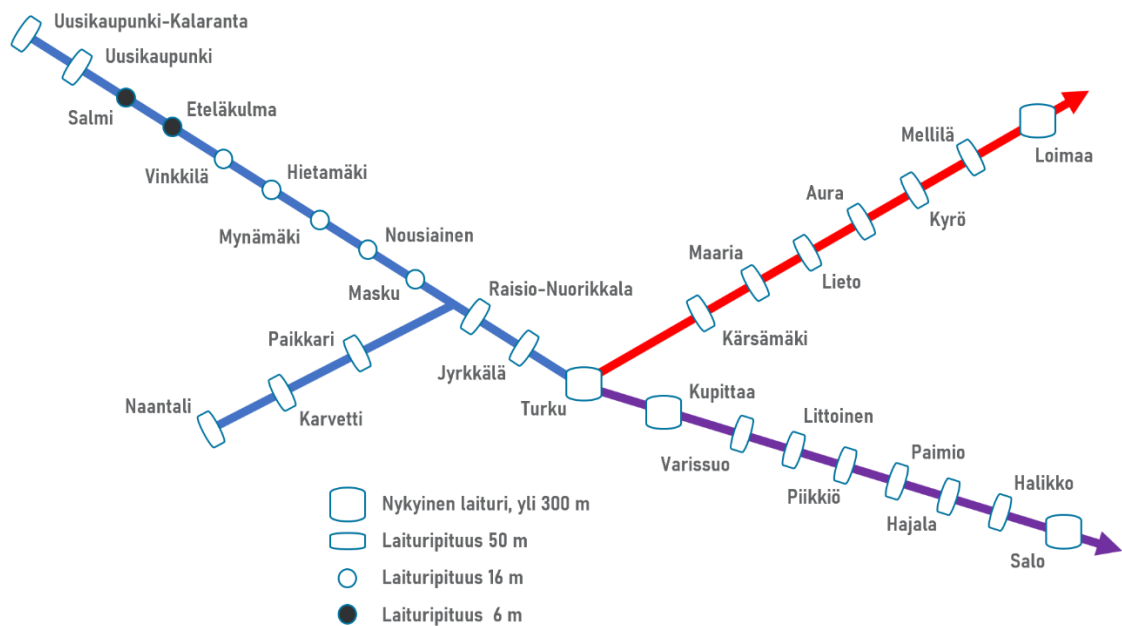 Uusikaupunki-Kalaranta
Uusikaupunki
Salmi
Eteläkulma
Vinkkilä
Hietamäki
Mynämäki
Nousiainen
Masku
Raisio-Nuorikkala
Jyrkkälä
Paikkari
Karvetti
Naantali
Turku
Kärsämäki
Maaria
Lieto
Aura
Kyrö
Mellilä
Loimaa
Kupittaa
Varissuo
Littoinen
Piikkiö
Paimio
Hajala
Halikko
Salo
Nykyinen laituri, yli 300 m
Laituripituus 50 m
Laituripituus 16 m
Laituripituus 6 m